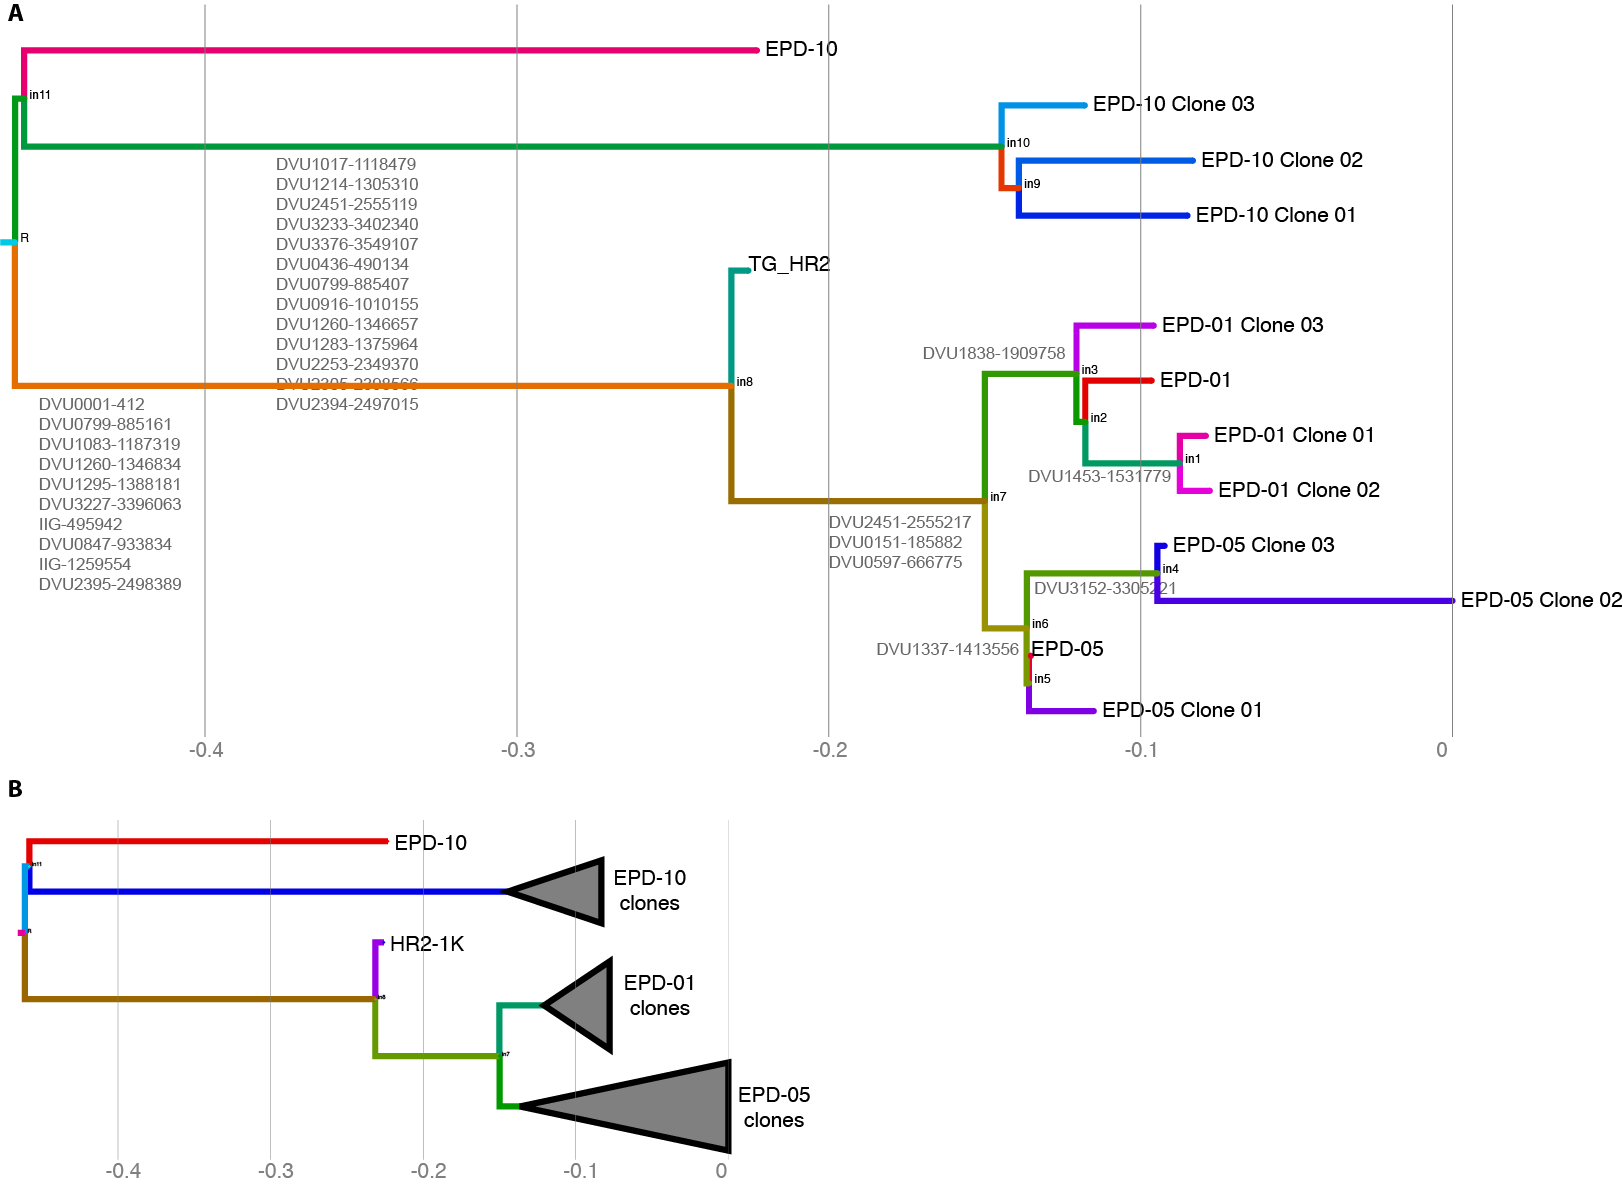 A
EPD-10
in11
EPD-10 Clone 03
in10
DVU1017-1118479
EPD-10 Clone 02
DVU1214-1305310
in9
DVU2451-2555119
EPD-10 Clone 01
DVU3233-3402340
R
DVU3376-3549107
DVU0436-490134
TG_HR2
DVU0799-885407
DVU0916-1010155
DVU1260-1346657
EPD-01 Clone 03
DVU1283-1375964
DVU1838-1909758
DVU2253-2349370
in3
in8
EPD-01
DVU2394-2497015
in2
DVU0001-412
DVU0799-885161
EPD-01 Clone 01
DVU1083-1187319
in1
DVU1260-1346834
DVU1453-1531779
DVU1295-1388181
EPD-01 Clone 02
DVU3227-3396063
in7
IIG-495942
DVU2451-2555217
DVU0847-933834
DVU0151-185882
EPD-05 Clone 03
IIG-1259554
DVU0597-666775
in4
DVU2395-2498389
DVU3152-3305221
EPD-05 Clone 02
in6
DVU1337-1413556
EPD-05
in5
EPD-05 Clone 01
-0.4
-0.3
-0.2
-0.1
0
B
EPD-10
in11
EPD-10
clones
R
HR2-1K
EPD-01
clones
in8
in7
EPD-05
clones
-0.4
-0.3
-0.2
-0.1
0